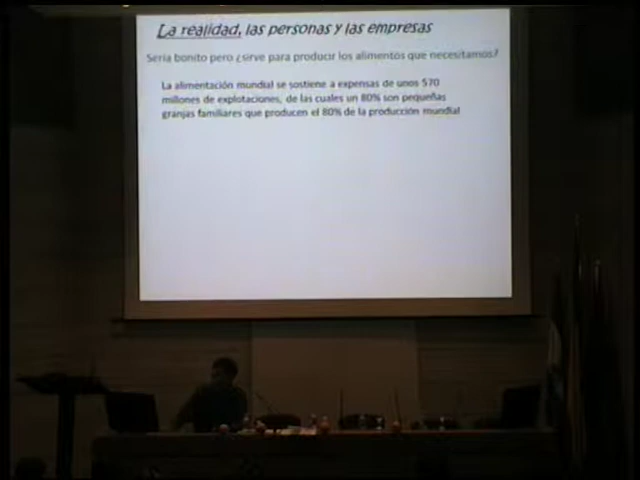 La realidad, las personas y las empresas
Sería bonito pero ¿sirve para producir los alimentos que necesitamos?
La alimentación mundial se sostiene a expensas de unos 570
millones de explotaciones, de las cuales un 80% son pequeñas
granjas familiares que producen el 80% de la producción mundial